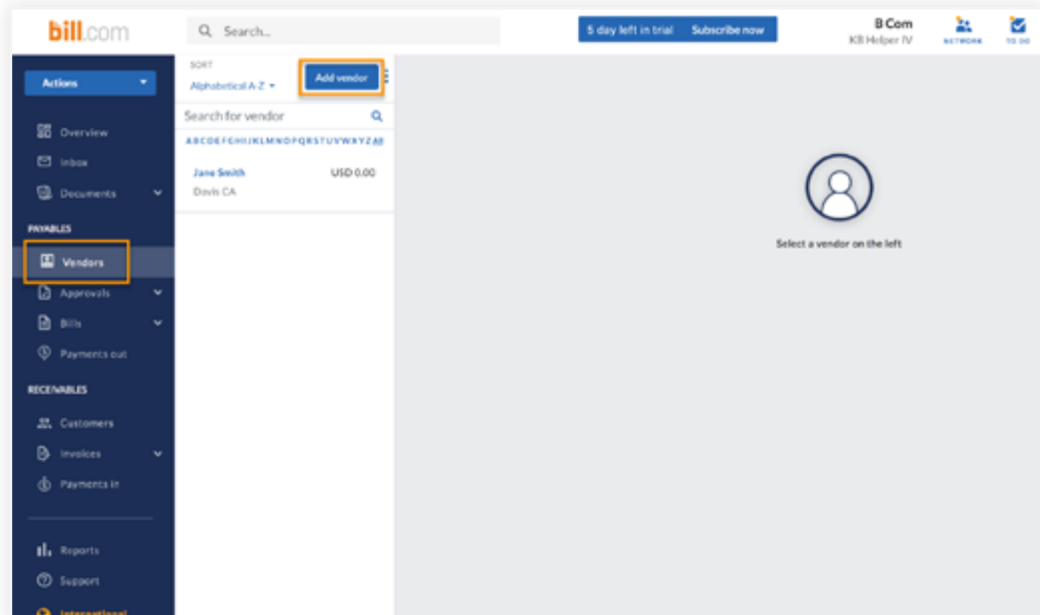 bill.com
Search...
5 day left in trial Subscribe now
B Com
KB Helper IV
NETWORK
TO DO
Actions
Overview
Inbox
Documents
PAYABLES
Vendors
Approvals
Bills
Payments out
RECEIVABLES
Customers
Invoices
Payments in
Reports
Support
International
SORT
Alphabetical A-Z
Add vendor
Search for vendor
A B C D E F G H I J K L M N O P Q R S T U V W X Y Z All
Jane Smith USD 0.00
Davis CA
Select a vendor on the left